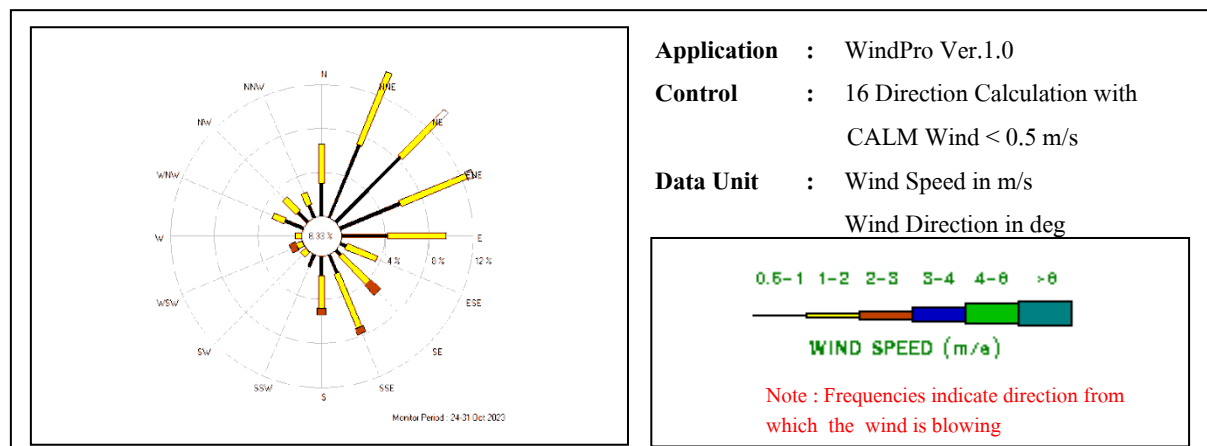 Application : WindPro Ver.1.0
Control : 16 Direction Calculation with
CALM Wind < 0.5 m/s
Data Unit : Wind Speed in m/s
Wind Direction in deg
N
NNW
NNE
NW
NE
WNW
ENE
W
8.33 %
E
4 %
8 %
12 %
WSW
ESE
SW
SE
SSW
SSE
S
Monitor Period : 24-31 Oct 2023
0.5-1 1-2 2-3 3-4 4-6 >6
WIND SPEED (m/s)
Note : Frequencies indicate direction from
which the wind is blowing